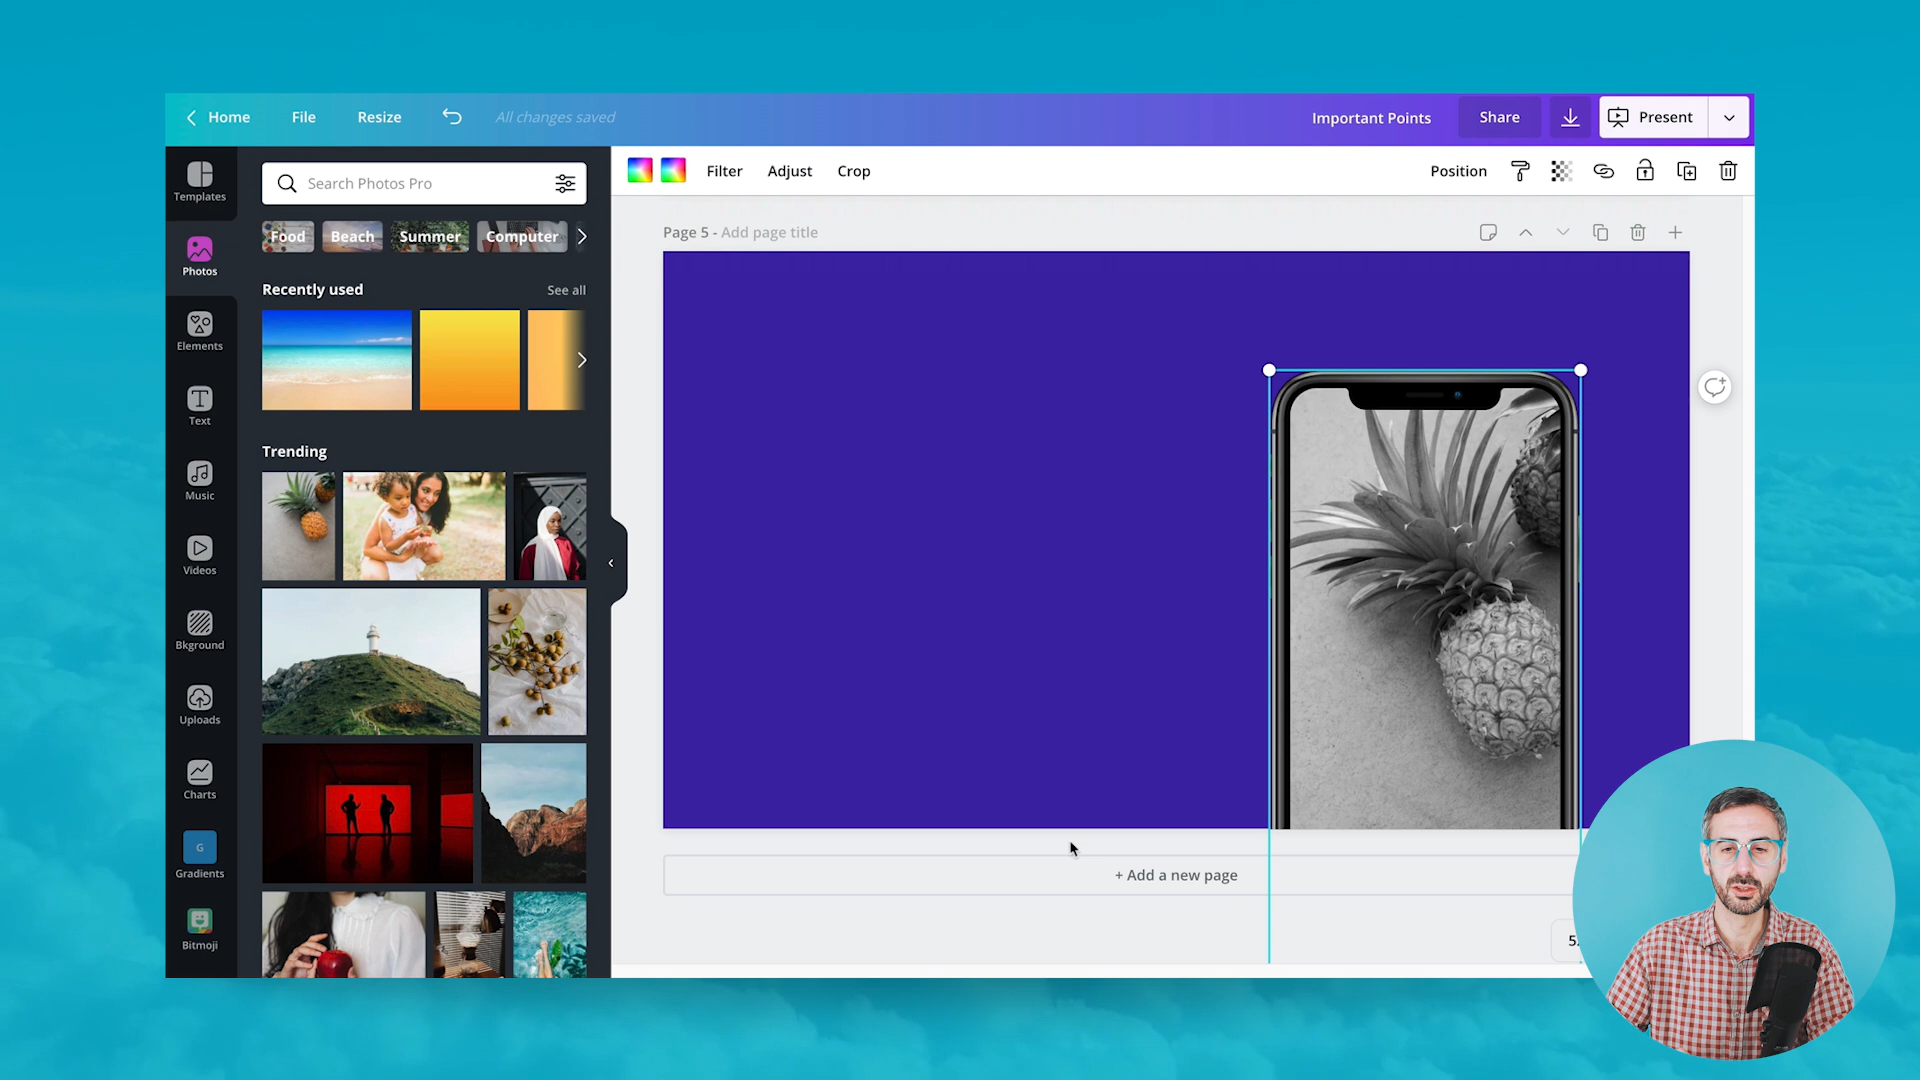 Home File Resize All changes saved Important Points Share Present
Templates
Photos
Elements
Text
Music
Videos
Bkground
Uploads
Charts
G
Gradients
Bitmoji
Search Photos Pro
Food Beach Summer Computer
Recently used See all
Trending
Filter Adjust Crop Position
Page 5 - Add page title
+ Add a new page